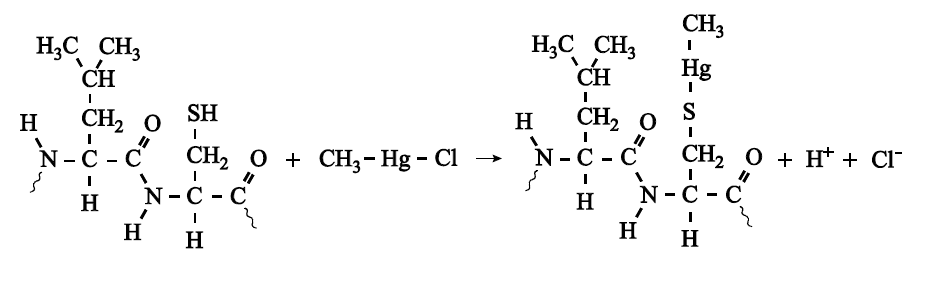 CH₃
H₃C CH₃ H₃C CH₃
CH CH Hg
H CH₂ O SH H CH₂ O S
N – C – C CH₂ O + CH₃ – Hg – Cl → N – C – C CH₂ O + H⁺ + Cl⁻
H N – C – C H N – C – C
H H H H